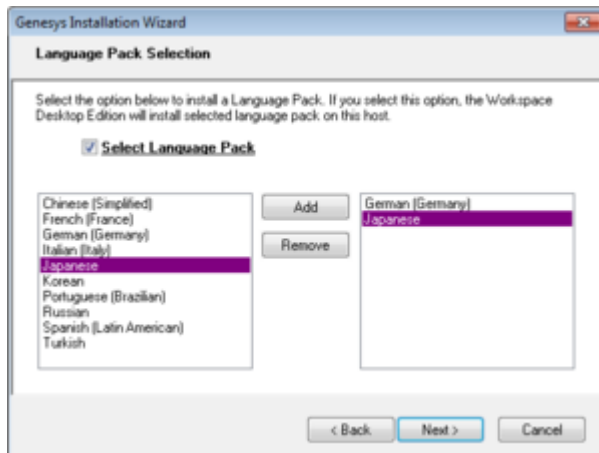 Genesys Installation Wizard
Language Pack Selection
Select the option below to install a Language Pack. If you select this option, the Workspace
Desktop Edition will install selected language pack on this host.
Select Language Pack
Chinese (Simplified)
French (France)
German (Germany)
Italian (Italy)
Japanese
Korean
Portuguese (Brazilian)
Russian
Spanish (Latin American)
Turkish
Add
Remove
German (Germany)
Japanese
< Back
Next >
Cancel